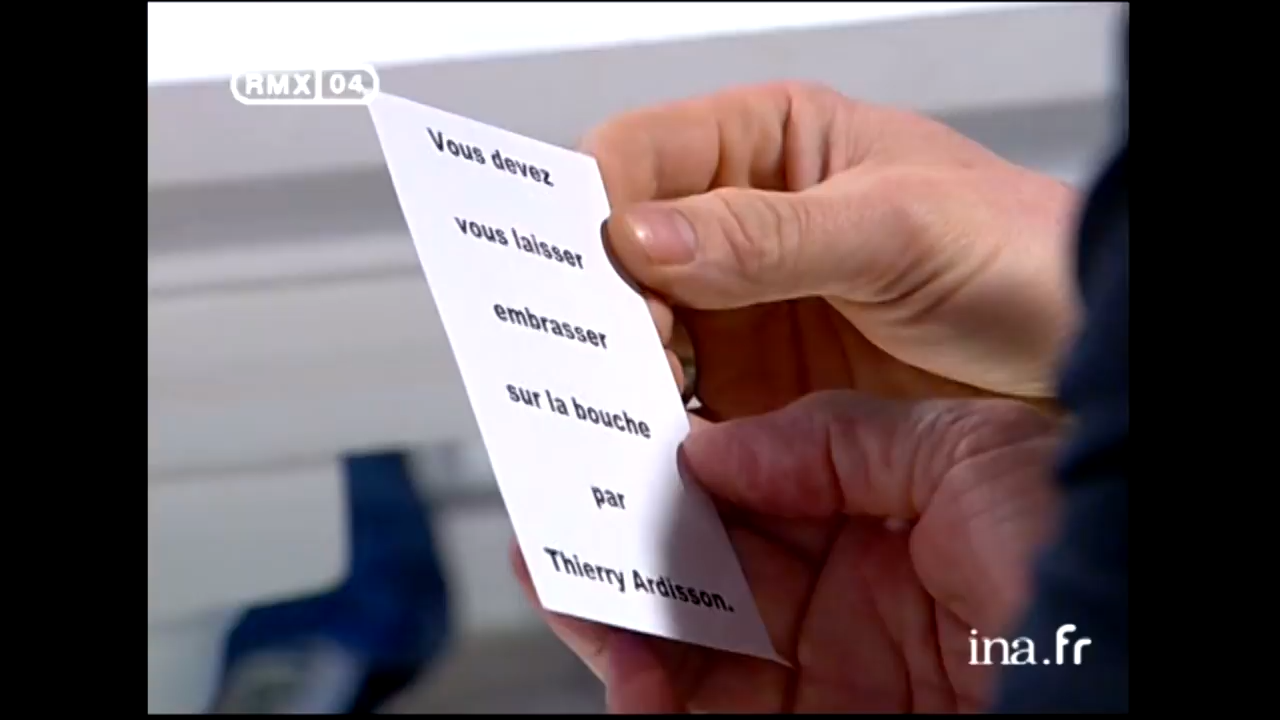 RMX 04
Vous devez
vous laisser
embrasser
sur la bouche
par
Thierry Ardisson.
ina.fr